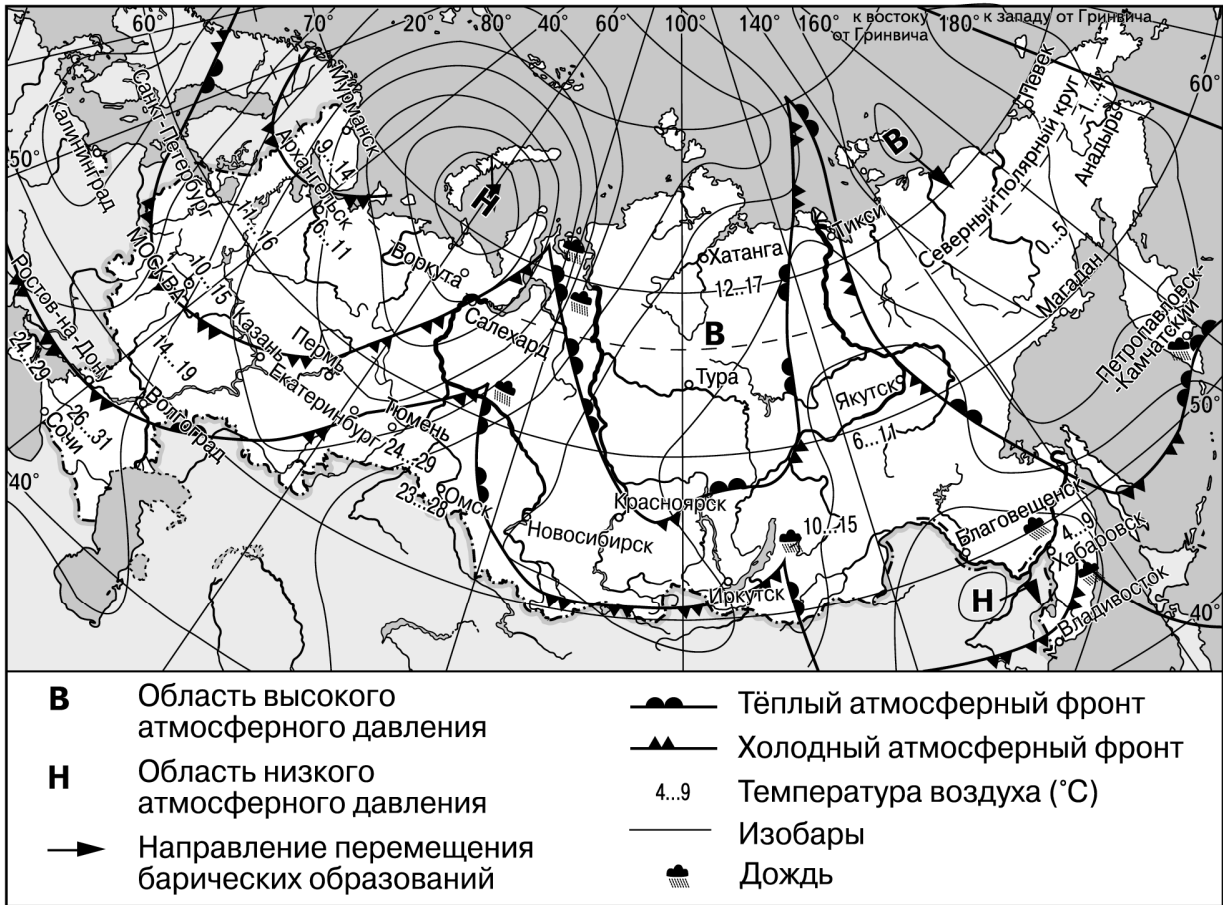 60° 70° 80° 40° 60° 100° 140° 160° к востоку от Гринвича 180° к западу от Гринвича
60°
50°
40°
50°
40°
20°
Калининград
Санкт-Петербург
11...16
Мурманск
9...14
Архангельск
6...11
МОСКВА
10...15
Воркута
Н
Салехард
Казань
Пермь
14...19
Екатеринбург
Тюмень
24...29
Ростов-на-Дону
24...29
Волгоград
26...31
Сочи
Омск
23...28
Новосибирск
Красноярск
Иркутск
10...15
Хатанга
12...17
В
Тура
Тикси
Якутск
6...11
В
Певек
-1...4
Анадырь
Северный полярный круг
0...5
Магадан
Петропавловск-
-Камчатский
Благовещенск
4...9
Хабаровск
Н
Владивосток
В Область высокого
атмосферного давления
Н Область низкого
атмосферного давления
Направление перемещения
барических образований
Тёплый атмосферный фронт
Холодный атмосферный фронт
4...9 Температура воздуха (°C)
Изобары
Дождь